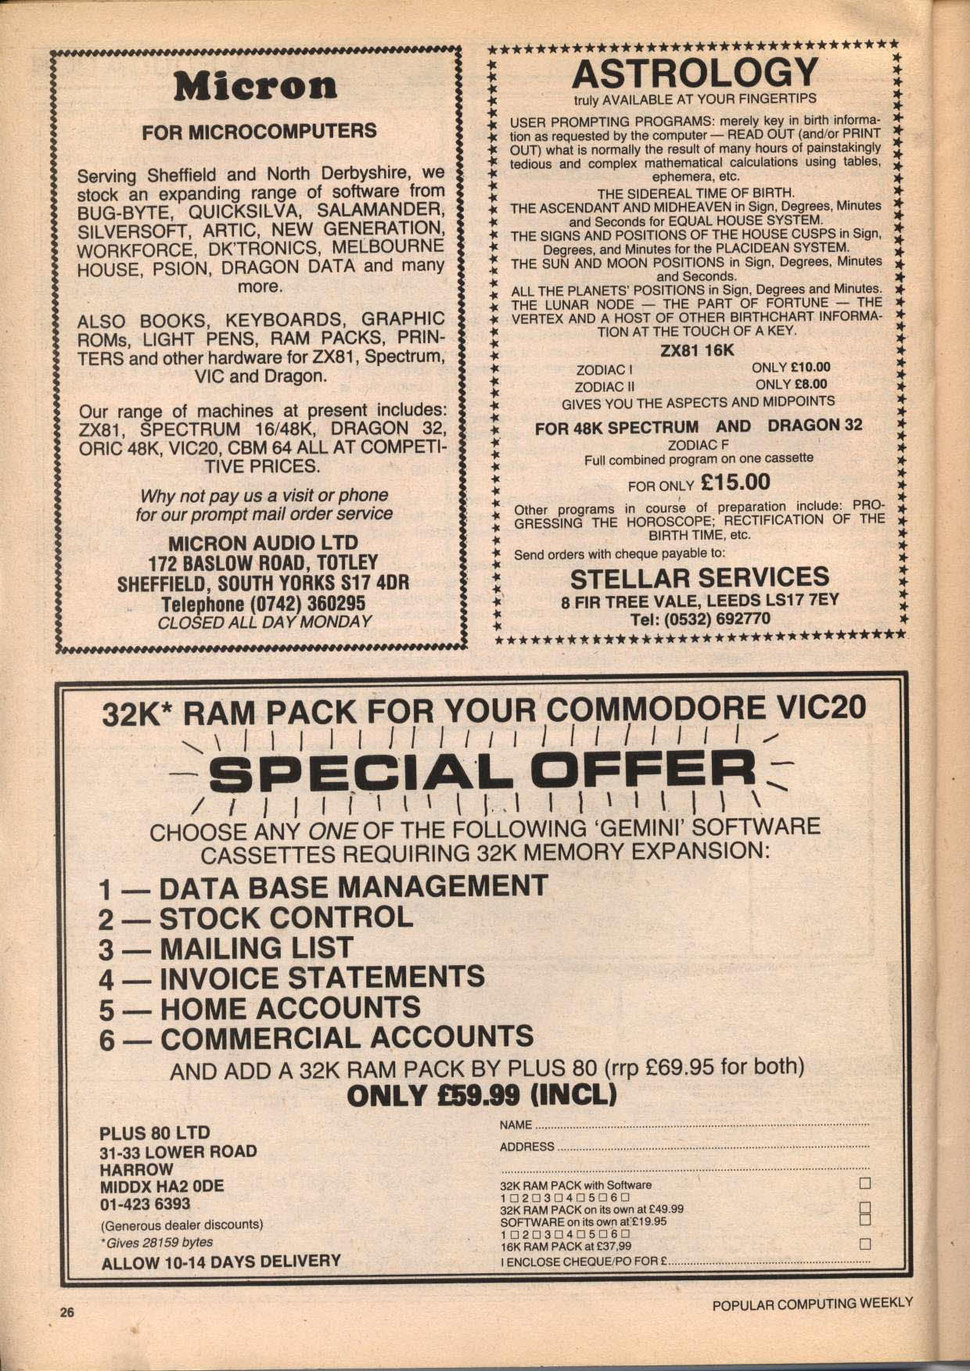 Micron
FOR MICROCOMPUTERS
Serving Sheffield and North Derbyshire, we
stock an expanding range of software from
BUG-BYTE, QUICKSILVA, SALAMANDER,
SILVERSOFT, ARTIC, NEW GENERATION,
WORKFORCE, DK'TRONICS, MELBOURNE
HOUSE, PSION, DRAGON DATA and many
more.
ALSO BOOKS, KEYBOARDS, GRAPHIC
ROMs, LIGHT PENS, RAM PACKS, PRIN-
TERS and other hardware for ZX81, Spectrum,
VIC and Dragon.
Our range of machines at present includes:
ZX81, SPECTRUM 16/48K, DRAGON 32,
ORIC 48K, VIC20, CBM 64 ALL AT COMPETI-
TIVE PRICES.
Why not pay us a visit or phone
for our prompt mail order service
MICRON AUDIO LTD
172 BASLOW ROAD, TOTLEY
SHEFFIELD, SOUTH YORKS S17 4DR
Telephone (0742) 360295
CLOSED ALL DAY MONDAY
ASTROLOGY
truly AVAILABLE AT YOUR FINGERTIPS
USER PROMPTING PROGRAMS: merely key in birth informa-
tion as requested by the computer — READ OUT (and/or PRINT
OUT) what is normally the result of many hours of painstakingly
tedious and complex mathematical calculations using tables,
ephemera, etc.
THE SIDEREAL TIME OF BIRTH.
THE ASCENDANT AND MIDHEAVEN in Sign, Degrees, Minutes
and Seconds for EQUAL HOUSE SYSTEM.
THE SIGNS AND POSITIONS OF THE HOUSE CUSPS in Sign,
Degrees, and Minutes for the PLACIDEAN SYSTEM.
THE SUN AND MOON POSITIONS in Sign, Degrees, Minutes
and Seconds.
ALL THE PLANETS' POSITIONS in Sign, Degrees and Minutes.
THE LUNAR NODE — THE PART OF FORTUNE — THE
VERTEX AND A HOST OF OTHER BIRTHCHART INFORMA-
TION AT THE TOUCH OF A KEY.
ZX81 16K
ZODIAC I ONLY £10.00
ZODIAC II ONLY £8.00
GIVES YOU THE ASPECTS AND MIDPOINTS
FOR 48K SPECTRUM AND DRAGON 32
ZODIAC F
Full combined program on one cassette
FOR ONLY £15.00
Other programs in course of preparation include: PRO-
GRESSING THE HOROSCOPE; RECTIFICATION OF THE
BIRTH TIME, etc.
Send orders with cheque payable to:
STELLAR SERVICES
8 FIR TREE VALE, LEEDS LS17 7EY
Tel: (0532) 692770
32K* RAM PACK FOR YOUR COMMODORE VIC20
SPECIAL OFFER
CHOOSE ANY ONE OF THE FOLLOWING 'GEMINI' SOFTWARE
CASSETTES REQUIRING 32K MEMORY EXPANSION:
1 — DATA BASE MANAGEMENT
2 — STOCK CONTROL
3 — MAILING LIST
4 — INVOICE STATEMENTS
5 — HOME ACCOUNTS
6 — COMMERCIAL ACCOUNTS
AND ADD A 32K RAM PACK BY PLUS 80 (rrp £69.95 for both)
ONLY £59.99 (INCL)
PLUS 80 LTD
31-33 LOWER ROAD
HARROW
MIDDX HA2 0DE
01-423 6393
(Generous dealer discounts)
*Gives 28159 bytes
ALLOW 10-14 DAYS DELIVERY
NAME
ADDRESS
32K RAM PACK with Software □
1 □ 2 □ 3 □ 4 □ 5 □ 6 □
32K RAM PACK on its own at £49.99 □
SOFTWARE on its own at £19.95 □
1 □ 2 □ 3 □ 4 □ 5 □ 6 □
16K RAM PACK at £37,99 □
I ENCLOSE CHEQUE/PO FOR £
26
POPULAR COMPUTING WEEKLY